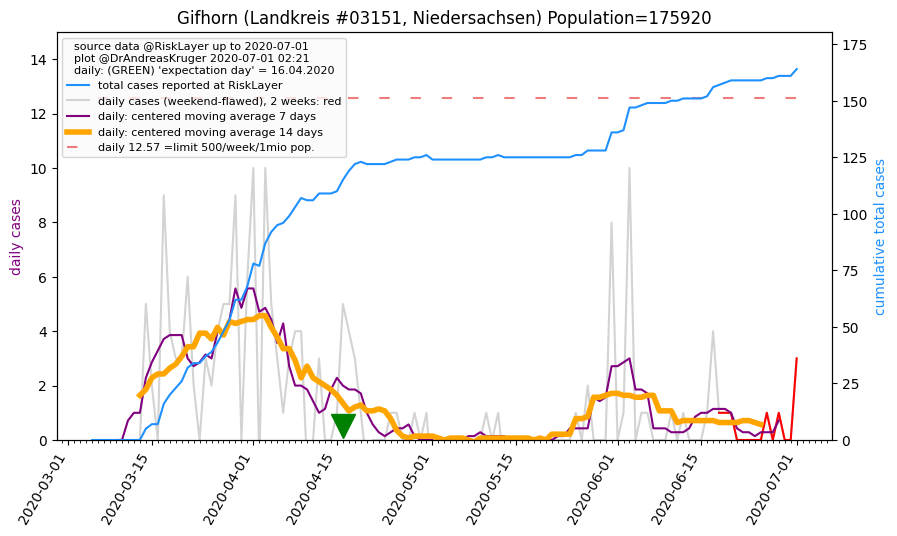 Gifhorn (Landkreis #03151, Niedersachsen) Population=175920
source data @RiskLayer up to 2020-07-01
plot @DrAndreasKruger 2020-07-01 02:21
daily: (GREEN) 'expectation day' = 16.04.2020
total cases reported at RiskLayer
daily cases (weekend-flawed), 2 weeks: red
daily: centered moving average 7 days
daily: centered moving average 14 days
daily 12.57 =limit 500/week/1mio pop.
daily cases
14
12
10
8
6
4
2
0
cumulative total cases
175
150
125
100
75
50
25
0
2020-03-01
2020-03-15
2020-04-01
2020-04-15
2020-05-01
2020-05-15
2020-06-01
2020-06-15
2020-07-01